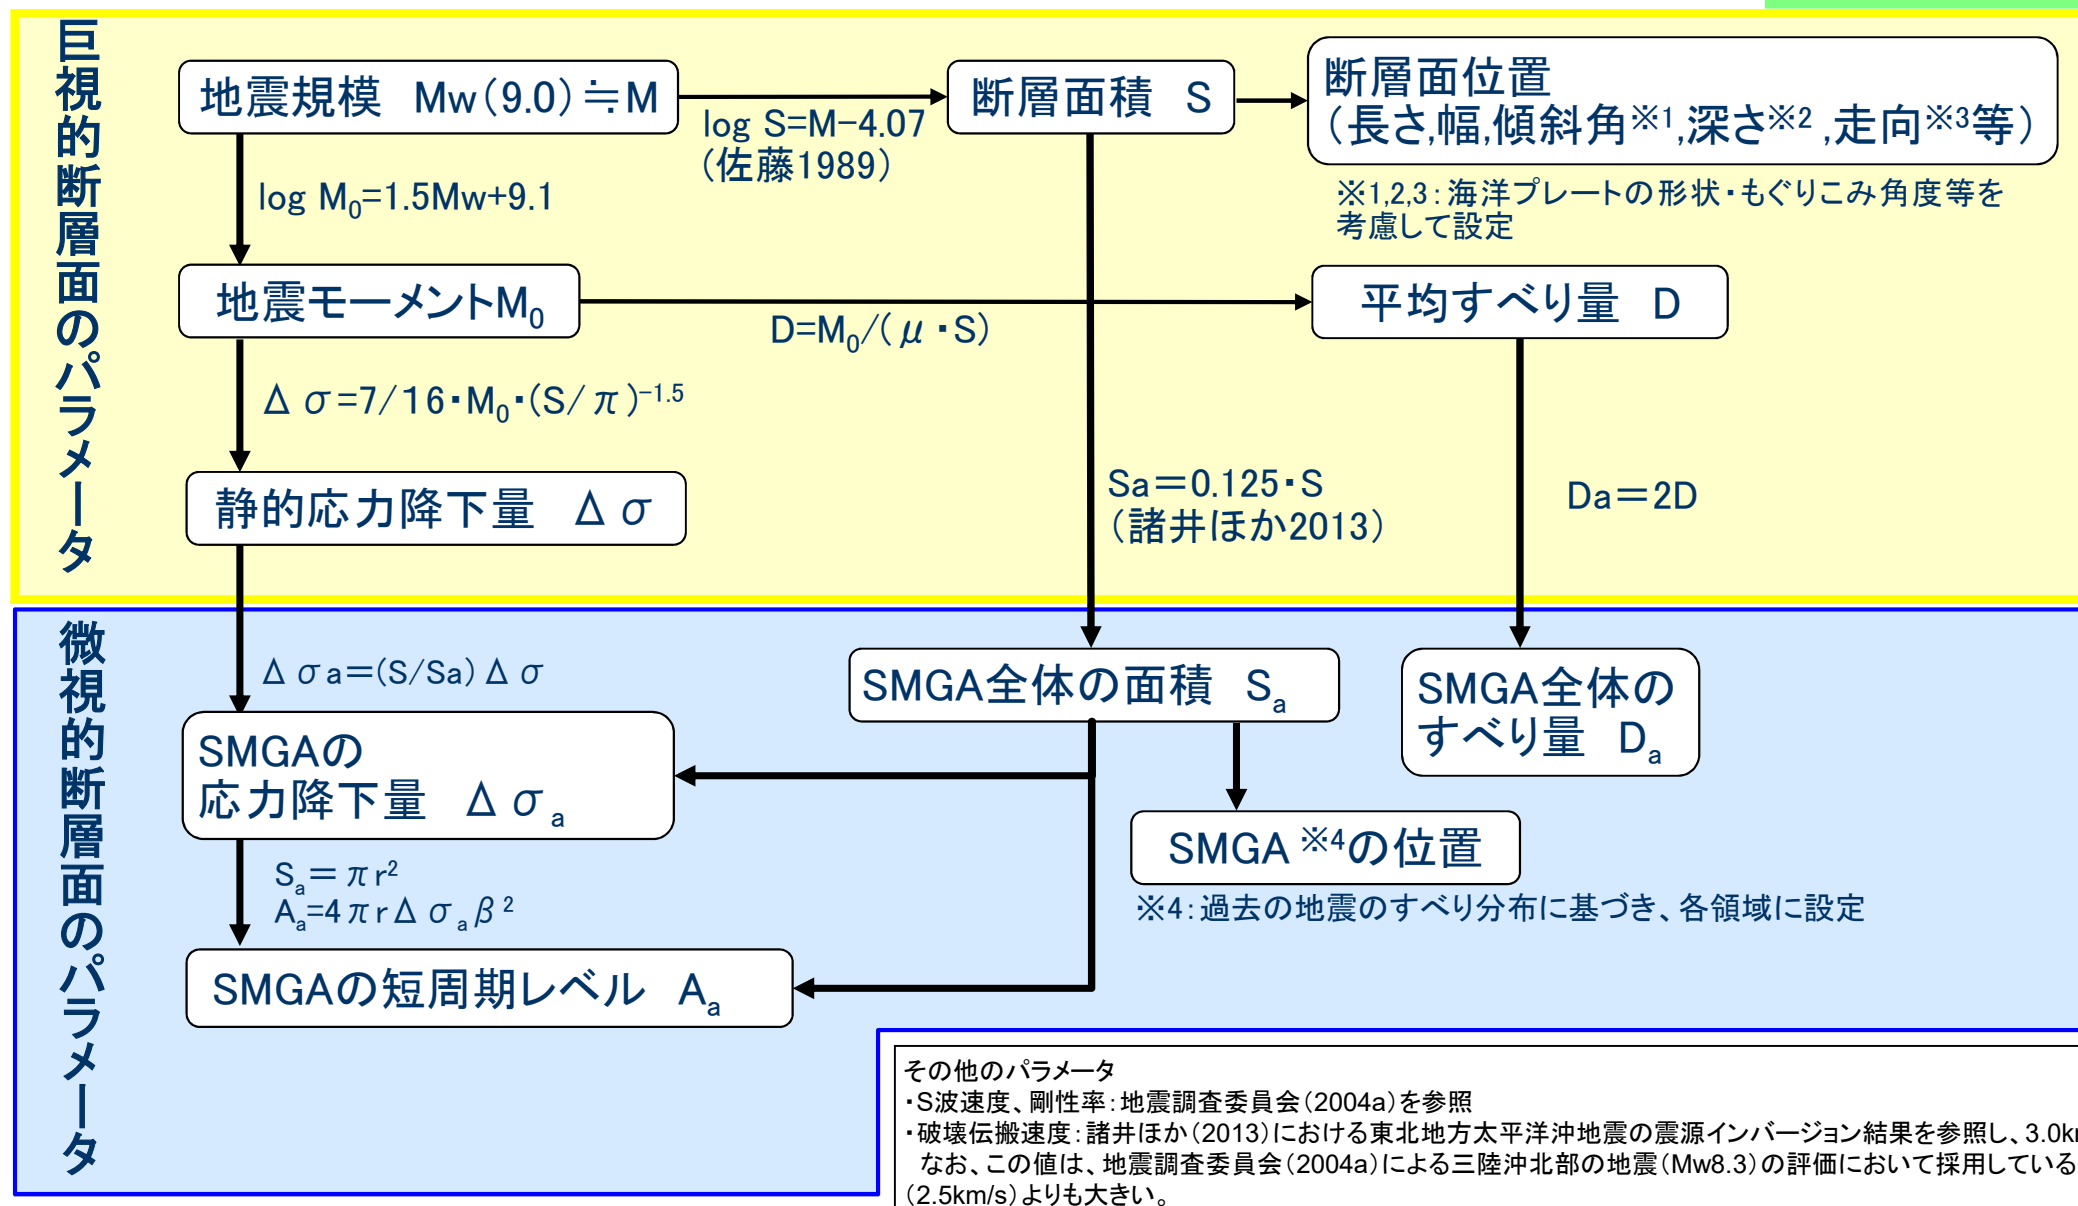 巨視的断層面のパラメータ
地震規模　Mw(9.0)≒M
log S=M-4.07
(佐藤1989)
断層面積　S
断層面位置
(長さ,幅,傾斜角※1,深さ※2 ,走向※3等)
※1,2,3:海洋プレートの形状・もぐりこみ角度等を
考慮して設定
log M0=1.5Mw+9.1
地震モーメントM0
D=M0/(μ・S)
平均すべり量　D
Δσ=7/16・M0・(S/π)-1.5
静的応力降下量　Δσ
Sa=0.125・S
(諸井ほか2013)
Da=2D
微視的断層面のパラメータ
Δσa=(S/Sa)Δσ
SMGA全体の面積　Sa
SMGA全体の
すべり量　Da
SMGAの
応力降下量　Δσa
SMGA※4の位置
※4:過去の地震のすべり分布に基づき、各領域に設定
Sa=πr2
Aa=4πrΔσaβ2
SMGAの短周期レベル　Aa
その他のパラメータ
・S波速度、剛性率:地震調査委員会(2004a)を参照
・破壊伝搬速度:諸井ほか(2013)における東北地方太平洋沖地震の震源インバージョン結果を参照し、3.0k
なお、この値は、地震調査委員会(2004a)による三陸沖北部の地震(Mw8.3)の評価において採用している
(2.5km/s)よりも大きい。